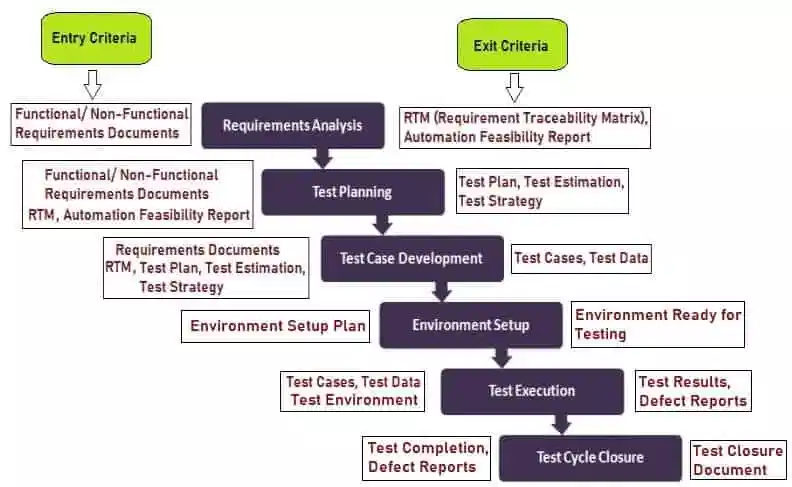 Entry Criteria
Exit Criteria
Functional/ Non-Functional
Requirements Documents
Requirements Analysis
RTM (Requirement Traceability Matrix),
Automation Feasibility Report
Functional/ Non-Functional
Requirements Documents
RTM, Automation Feasibility Report
Test Planning
Test Plan, Test Estimation,
Test Strategy
Requirements Documents
RTM, Test Plan, Test Estimation,
Test Strategy
Test Case Development
Test Cases, Test Data
Environment Setup Plan
Environment Setup
Environment Ready for
Testing
Test Cases, Test Data
Test Environment
Test Execution
Test Results,
Defect Reports
Test Completion,
Defect Reports
Test Cycle Closure
Test Closure
Document